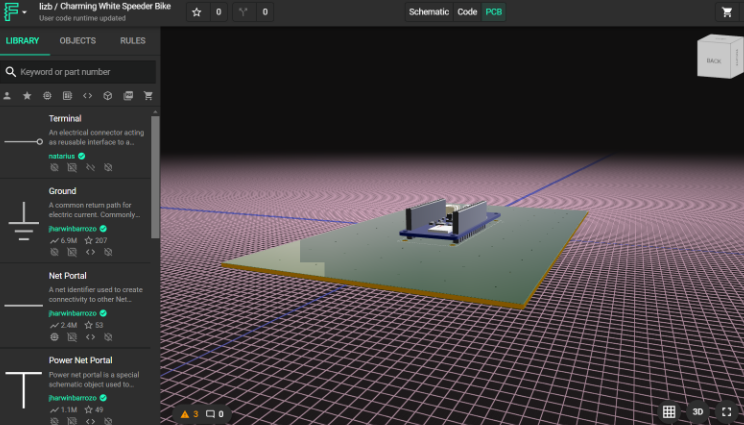 lizb / Charming White Speeder Bike
User code runtime updated
0
0
Schematic
Code
PCB
LIBRARY
OBJECTS
RULES
Keyword or part number
Terminal
An electrical connector acting
as reusable interface to a...
natarius
Ground
A common return path for
electric current. Commonly...
jharwinbarrozo
6.9M
207
Net Portal
A net identifier used to create
connectivity to other Net...
jharwinbarrozo
2.4M
53
Power Net Portal
Power net portal is a special
schematic object used to...
jharwinbarrozo
1.1M
49
BACK
3
0
3D